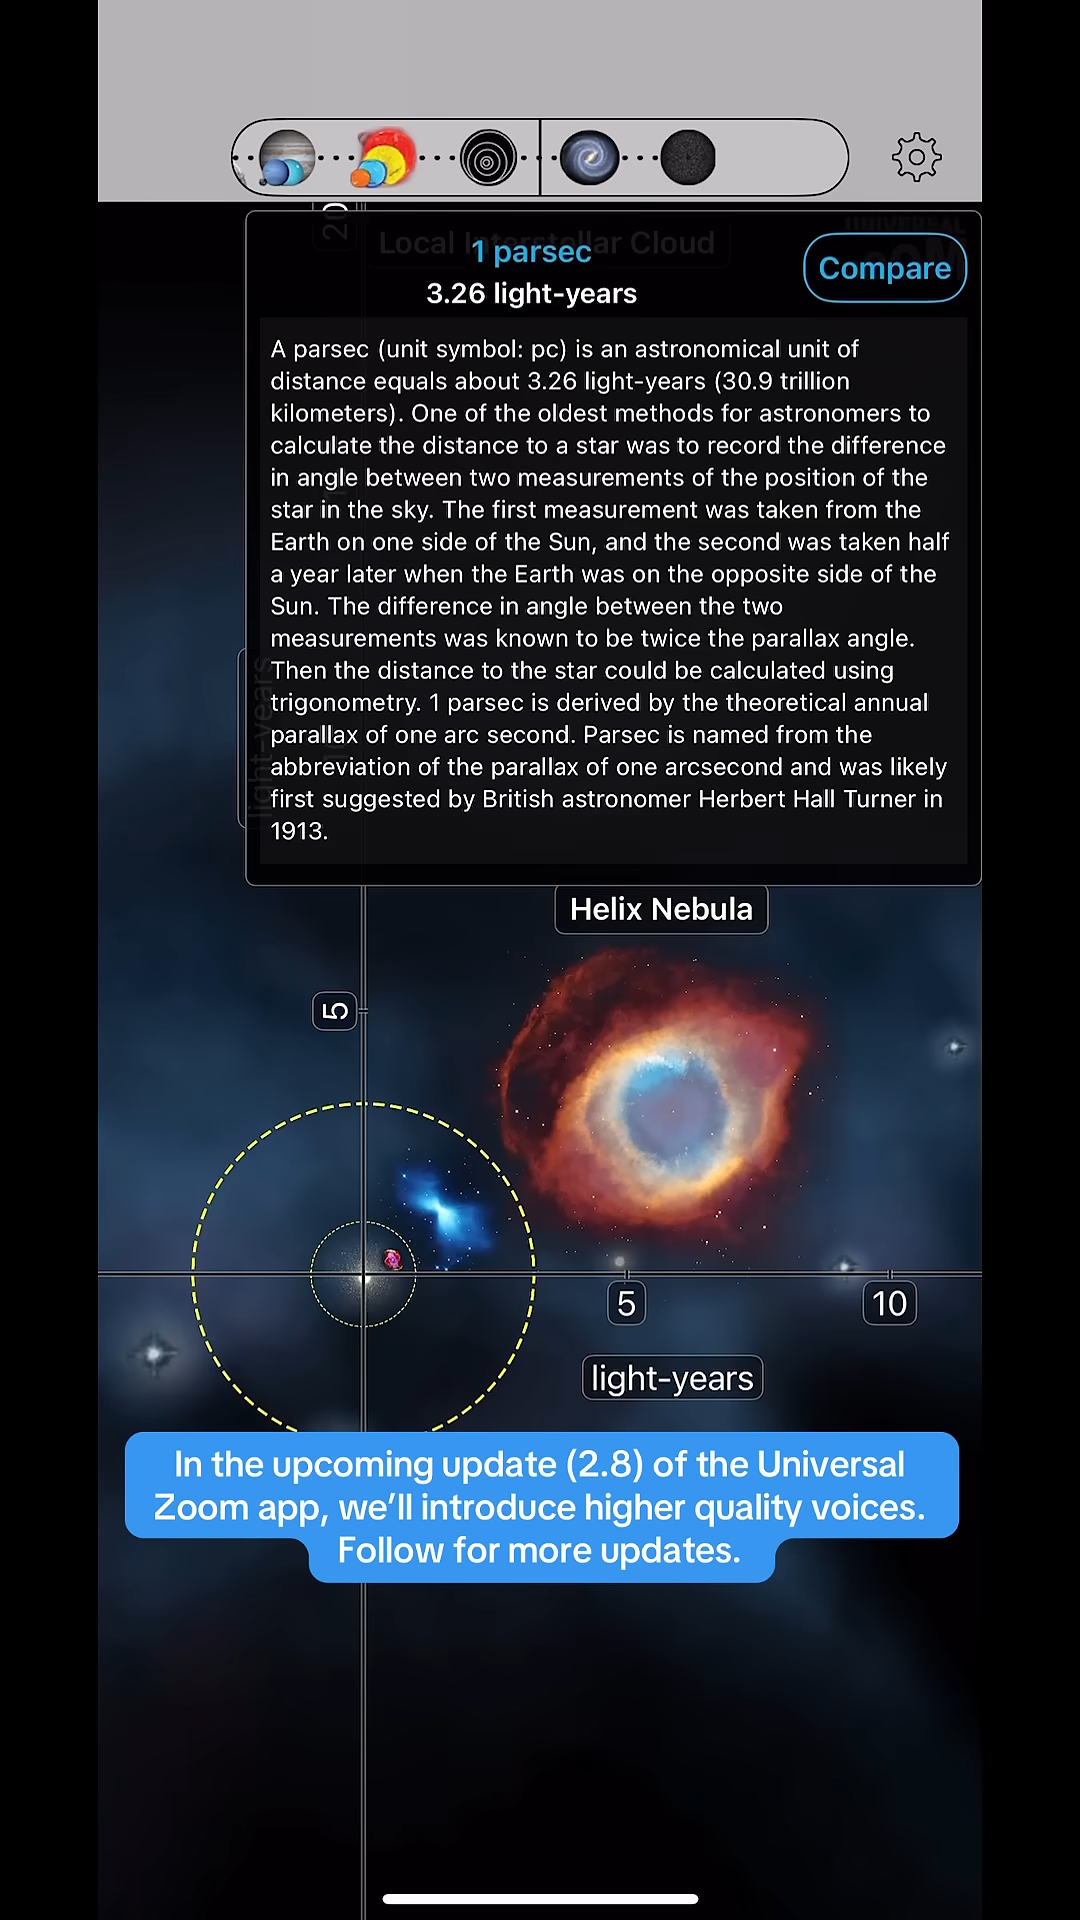 20
Local Interstellar Cloud
1 parsec
Compare
3.26 light-years
A parsec (unit symbol: pc) is an astronomical unit of
distance equals about 3.26 light-years (30.9 trillion
kilometers). One of the oldest methods for astronomers to
calculate the distance to a star was to record the difference
in angle between two measurements of the position of the
star in the sky. The first measurement was taken from the
Earth on one side of the Sun, and the second was taken half
a year later when the Earth was on the opposite side of the
Sun. The difference in angle between the two
measurements was known to be twice the parallax angle.
Then the distance to the star could be calculated using
trigonometry. 1 parsec is derived by the theoretical annual
parallax of one arc second. Parsec is named from the
abbreviation of the parallax of one arcsecond and was likely
first suggested by British astronomer Herbert Hall Turner in
1913.
light-years
Helix Nebula
5
5
10
light-years
In the upcoming update (2.8) of the Universal
Zoom app, we’ll introduce higher quality voices.
Follow for more updates.